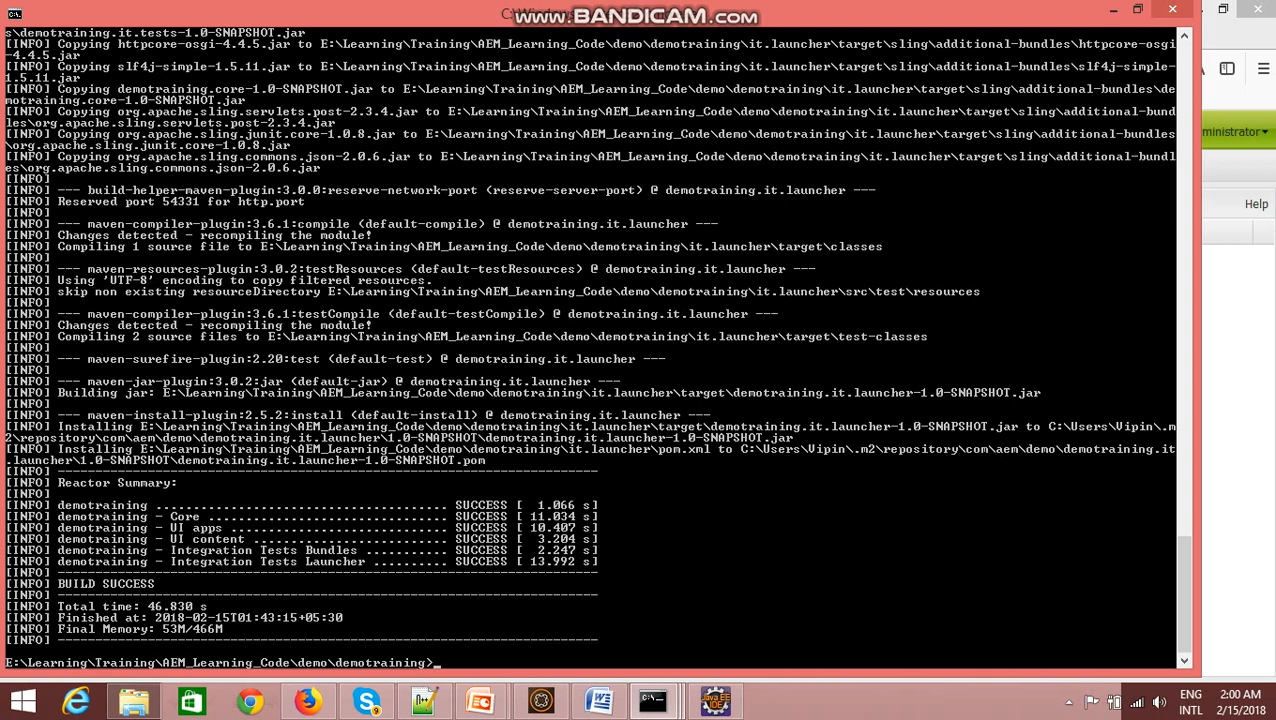 C:\Windows
www.BANDICAM.com
s\demotraining.it.tests-1.0-SNAPSHOT.jar
[INFO] Copying httpcore-osgi-4.4.5.jar to E:\Learning\Training\AEM_Learning_Code\demo\demotraining\it.launcher\target\sling\additional-bundles\httpcore-osgi
-4.4.5.jar
[INFO] Copying slf4j-simple-1.5.11.jar to E:\Learning\Training\AEM_Learning_Code\demo\demotraining\it.launcher\target\sling\additional-bundles\slf4j-simple-
1.5.11.jar
[INFO] Copying demotraining.core-1.0-SNAPSHOT.jar to E:\Learning\Training\AEM_Learning_Code\demo\demotraining\it.launcher\target\sling\additional-bundles\de
motraining.core-1.0-SNAPSHOT.jar
[INFO] Copying org.apache.sling.servlets.post-2.3.4.jar to E:\Learning\Training\AEM_Learning_Code\demo\demotraining\it.launcher\target\sling\additional-bund
les\org.apache.sling.servlets.post-2.3.4.jar
[INFO] Copying org.apache.sling.junit.core-1.0.8.jar to E:\Learning\Training\AEM_Learning_Code\demo\demotraining\it.launcher\target\sling\additional-bundles
\org.apache.sling.junit.core-1.0.8.jar
[INFO] Copying org.apache.sling.commons.json-2.0.6.jar to E:\Learning\Training\AEM_Learning_Code\demo\demotraining\it.launcher\target\sling\additional-bundl
es\org.apache.sling.commons.json-2.0.6.jar
[INFO]
[INFO] --- build-helper-maven-plugin:3.0.0:reserve-network-port (reserve-server-port) @ demotraining.it.launcher ---
[INFO] Reserved port 54331 for http.port
[INFO]
[INFO] --- maven-compiler-plugin:3.6.1:compile (default-compile) @ demotraining.it.launcher ---
[INFO] Changes detected - recompiling the module!
[INFO] Compiling 1 source file to E:\Learning\Training\AEM_Learning_Code\demo\demotraining\it.launcher\target\classes
[INFO]
[INFO] --- maven-resources-plugin:3.0.2:testResources (default-testResources) @ demotraining.it.launcher ---
[INFO] Using 'UTF-8' encoding to copy filtered resources.
[INFO] skip non existing resourceDirectory E:\Learning\Training\AEM_Learning_Code\demo\demotraining\it.launcher\src\test\resources
[INFO]
[INFO] --- maven-compiler-plugin:3.6.1:testCompile (default-testCompile) @ demotraining.it.launcher ---
[INFO] Changes detected - recompiling the module!
[INFO] Compiling 2 source files to E:\Learning\Training\AEM_Learning_Code\demo\demotraining\it.launcher\target\test-classes
[INFO]
[INFO] --- maven-surefire-plugin:2.20:test (default-test) @ demotraining.it.launcher ---
[INFO]
[INFO] --- maven-jar-plugin:3.0.2:jar (default-jar) @ demotraining.it.launcher ---
[INFO] Building jar: E:\Learning\Training\AEM_Learning_Code\demo\demotraining\it.launcher\target\demotraining.it.launcher-1.0-SNAPSHOT.jar
[INFO]
[INFO] --- maven-install-plugin:2.5.2:install (default-install) @ demotraining.it.launcher ---
[INFO] Installing E:\Learning\Training\AEM_Learning_Code\demo\demotraining\it.launcher\target\demotraining.it.launcher-1.0-SNAPSHOT.jar to C:\Users\Vipin\.m
2\repository\com\aem\demo\demotraining.it.launcher\1.0-SNAPSHOT\demotraining.it.launcher-1.0-SNAPSHOT.jar
[INFO] Installing E:\Learning\Training\AEM_Learning_Code\demo\demotraining\it.launcher\pom.xml to C:\Users\Vipin\.m2\repository\com\aem\demo\demotraining.it
.launcher\1.0-SNAPSHOT\demotraining.it.launcher-1.0-SNAPSHOT.pom
[INFO] ------------------------------------------------------------------------
[INFO] Reactor Summary:
[INFO]
[INFO] demotraining ....................................... SUCCESS [  1.066 s]
[INFO] demotraining - Core ................................ SUCCESS [ 11.034 s]
[INFO] demotraining - UI apps ............................. SUCCESS [ 10.407 s]
[INFO] demotraining - UI content .......................... SUCCESS [  3.204 s]
[INFO] demotraining - Integration Tests Bundles ........... SUCCESS [  2.247 s]
[INFO] demotraining - Integration Tests Launcher .......... SUCCESS [ 13.992 s]
[INFO] ------------------------------------------------------------------------
[INFO] BUILD SUCCESS
[INFO] ------------------------------------------------------------------------
[INFO] Total time: 46.830 s
[INFO] Finished at: 2018-02-15T01:43:15+05:30
[INFO] Final Memory: 53M/466M
[INFO] ------------------------------------------------------------------------
E:\Learning\Training\AEM_Learning_Code\demo\demotraining>_
ministrator
Help
ENG
INTL
2:00 AM
2/15/2018